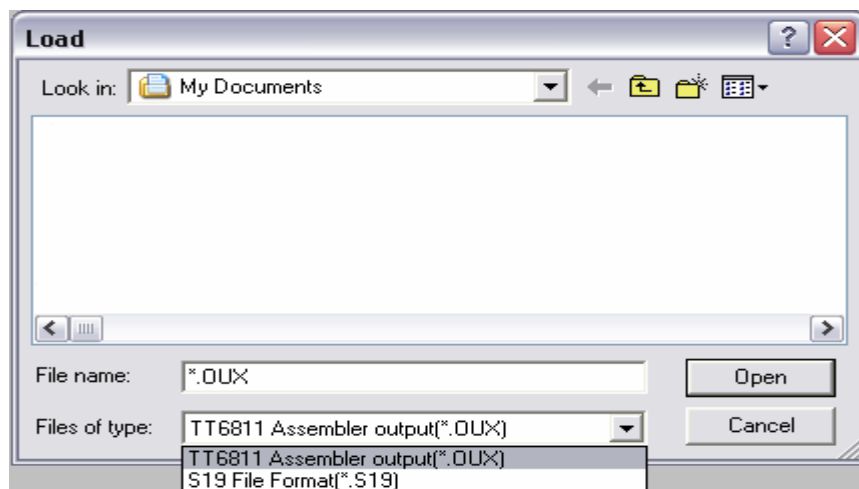 Load
Look in: My Documents
File name: *.OUX Open
Files of type: TT6811 Assembler output(*.OUX) Cancel
TT6811 Assembler output(*.OUX)
S19 File Format(*.S19)